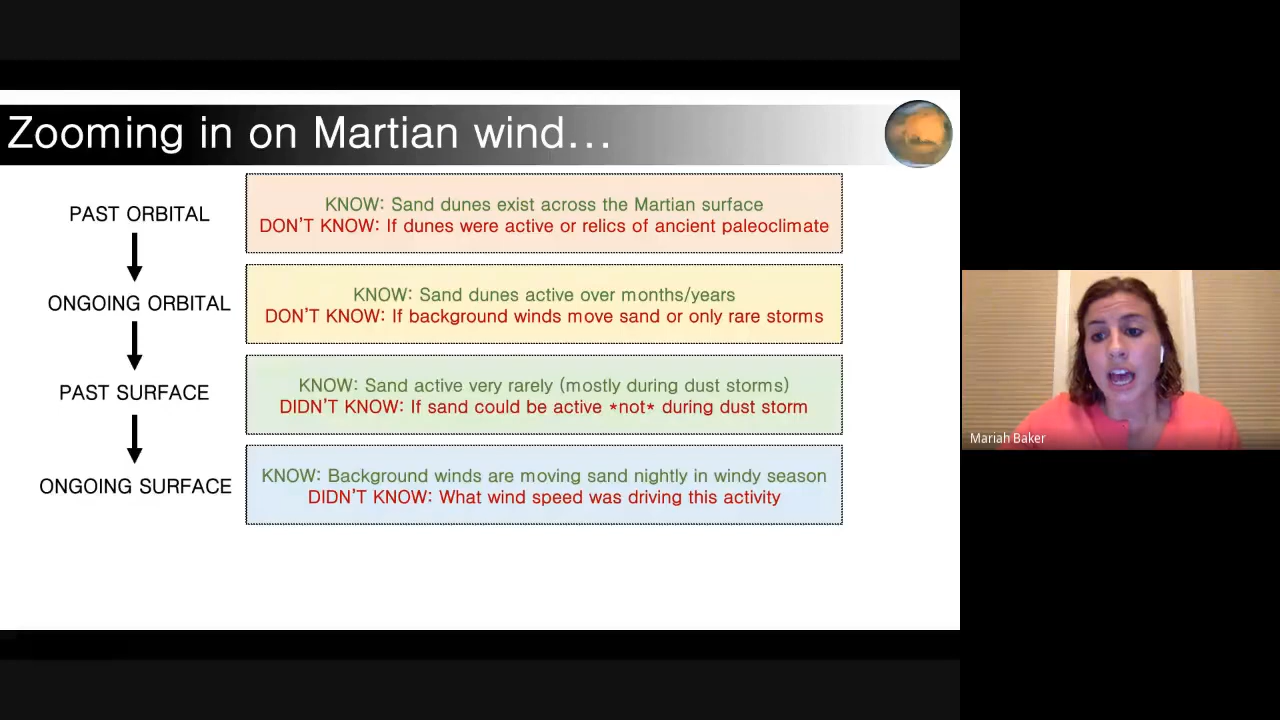 Zooming in on Martian wind...
PAST ORBITAL
KNOW: Sand dunes exist across the Martian surface
DON'T KNOW: If dunes were active or relics of ancient paleoclimate
ONGOING ORBITAL
KNOW: Sand dunes active over months/years
DON'T KNOW: If background winds move sand or only rare storms
PAST SURFACE
KNOW: Sand active very rarely (mostly during dust storms)
DIDN'T KNOW: If sand could be active *not* during dust storm
ONGOING SURFACE
KNOW: Background winds are moving sand nightly in windy season
DIDN'T KNOW: What wind speed was driving this activity
Mariah Baker